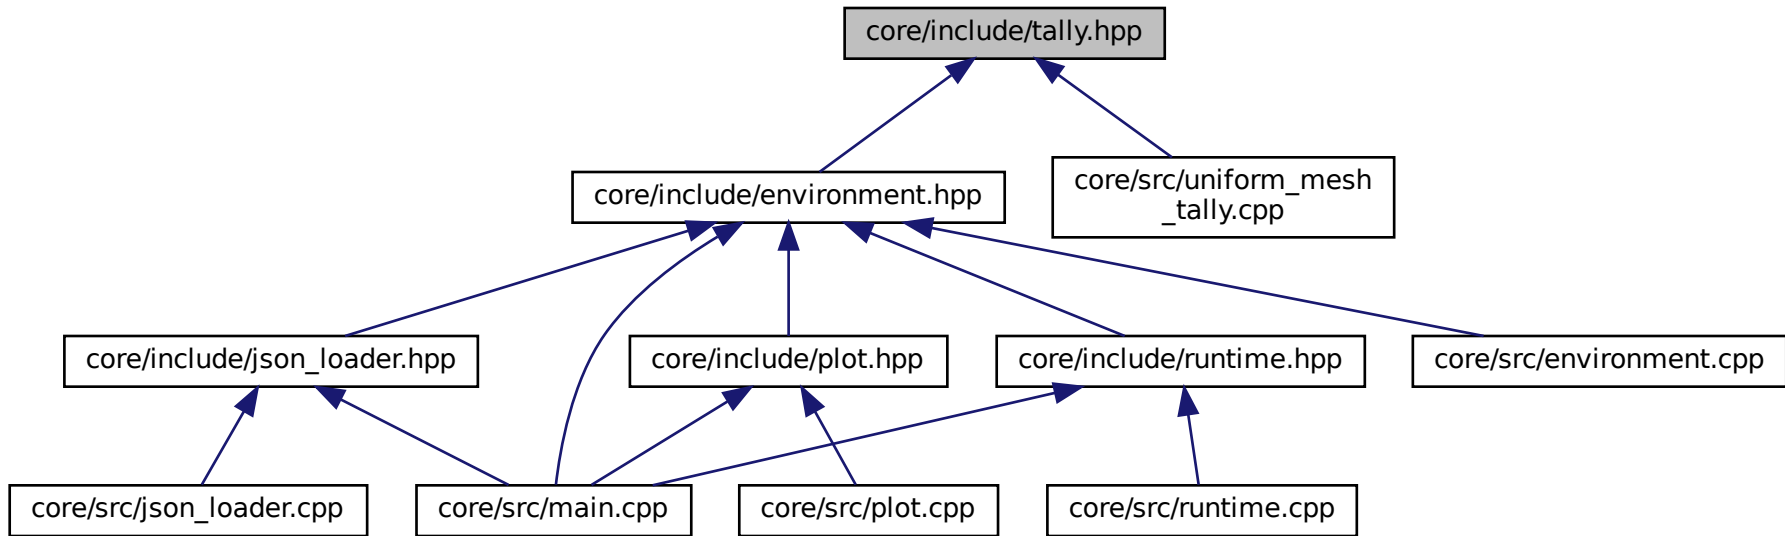 core/include/tally.hpp
core/include/environment.hpp
core/src/uniform_mesh
_tally.cpp
core/include/json_loader.hpp
core/include/plot.hpp
core/include/runtime.hpp
core/src/environment.cpp
core/src/json_loader.cpp
core/src/main.cpp
core/src/plot.cpp
core/src/runtime.cpp